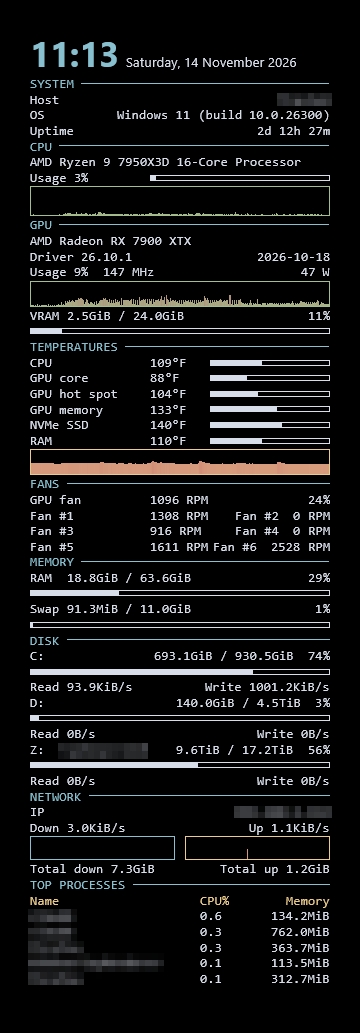 11:13 Saturday, 14 November 2026
SYSTEM
Host
OS Windows 11 (build 10.0.26300)
Uptime 2d 12h 27m
CPU
AMD Ryzen 9 7950X3D 16-Core Processor
Usage 3%
GPU
AMD Radeon RX 7900 XTX
Driver 26.10.1 2026-10-18
Usage 9% 147 MHz 47 W
VRAM 2.5GiB / 24.0GiB 11%
TEMPERATURES
CPU 109°F
GPU core 88°F
GPU hot spot 104°F
GPU memory 133°F
NVMe SSD 140°F
RAM 110°F
FANS
GPU fan 1096 RPM 24%
Fan #1 1308 RPM Fan #2 0 RPM
Fan #3 916 RPM Fan #4 0 RPM
Fan #5 1611 RPM Fan #6 2528 RPM
MEMORY
RAM 18.8GiB / 63.6GiB 29%
Swap 91.3MiB / 11.0GiB 1%
DISK
C: 693.1GiB / 930.5GiB 74%
Read 93.9KiB/s Write 1001.2KiB/s
D: 140.0GiB / 4.5TiB 3%
Read 0B/s Write 0B/s
Z: 9.6TiB / 17.2TiB 56%
Read 0B/s Write 0B/s
NETWORK
IP
Down 3.0KiB/s Up 1.1KiB/s
Total down 7.3GiB Total up 1.2GiB
TOP PROCESSES
Name CPU% Memory
0.6 134.2MiB
0.3 762.0MiB
0.3 363.7MiB
0.1 113.5MiB
0.1 312.7MiB